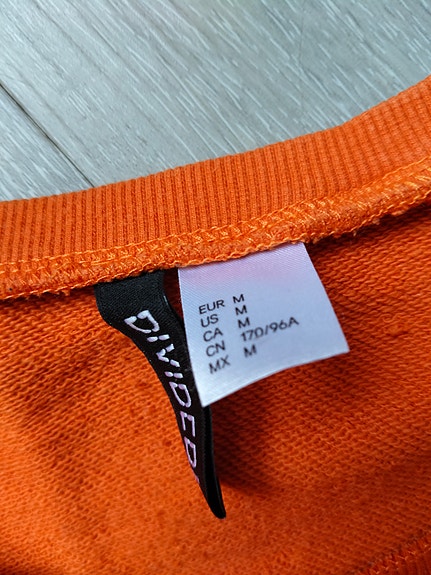 EUR M
US M
CA M
CN 170/96A
MX M
DIVIDED